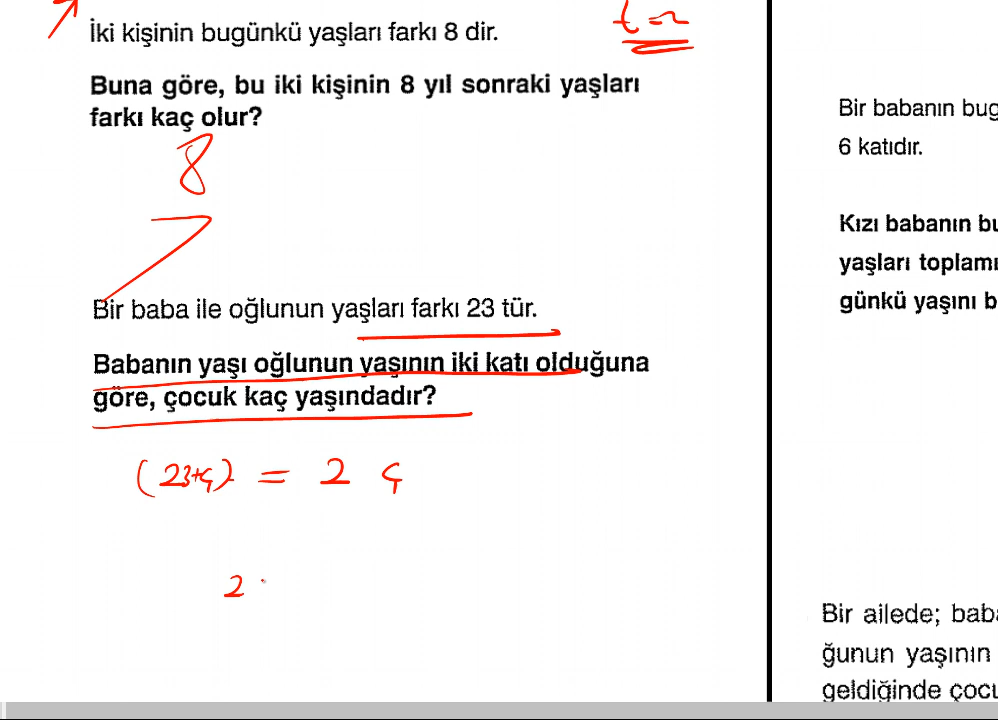 İki kişinin bugünkü yaşları farkı 8 dir.
Buna göre, bu iki kişinin 8 yıl sonraki yaşları
farkı kaç olur?
8
Bir baba ile oğlunun yaşları farkı 23 tür.
Babanın yaşı oğlunun yaşının iki katı olduğuna
göre, çocuk kaç yaşındadır?
(23+ç) = 2 ç
2
Bir babanın bug
6 katıdır.
Kızı babanın bu
yaşları toplamı
günkü yaşını b
Bir ailede; baba
ğunun yaşının
geldiğinde çocu